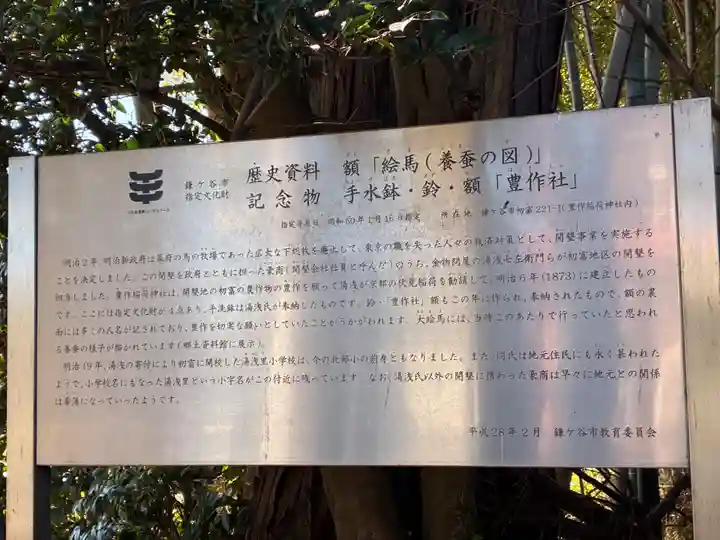 鎌ケ谷市
指定文化財
歴史資料　額「絵馬(養蚕の図)」
記念物　手水鉢・鈴・額「豊作社」
指定年月日　昭和60年1月16日指定　所在地　鎌ケ谷市初富221-1(豊作稲荷神社内)
明治2年、明治新政府は幕府の馬の牧場であった広大な下総牧を廃止して、東京の職を失った人々の救済対策として、開墾事業を実施する
ことを決定しました。この開墾を政府とともに担った豪商(開墾会社社員と呼んだ)のうち、金物問屋の湯浅七左衛門らが初富地区の開墾を
担当しました。豊作稲荷神社は、開墾地の初富の農作物の豊作を願って湯浅が京都の伏見稲荷を勧請して、明治6年(1873)に建立したもの
です。ここには指定文化財が4点あり、手洗鉢は湯浅氏が奉納したものです。鈴・「豊作社」額もこの年に作られ、奉納されたもので、額の裏
面には多くの人名が記されており、豊作を切実な願いとしていたことがうかがわれます。大絵馬には、当時このあたりで行っていたと思われ
る養蚕の様子が描かれています(郷土資料館に展示)。
明治19年、湯浅の寄付により初富に開校した湯浅里小学校は、今の北部小の前身ともなりました。また、同氏は地元住民にも永く慕われた
ようで、小学校名にもなった湯浅里という小字名がこの付近に残っています。なお、湯浅氏以外の開墾に携わった豪商は早々に地元との関係
は希薄になっていったようです。
平成28年2月　鎌ケ谷市教育委員会